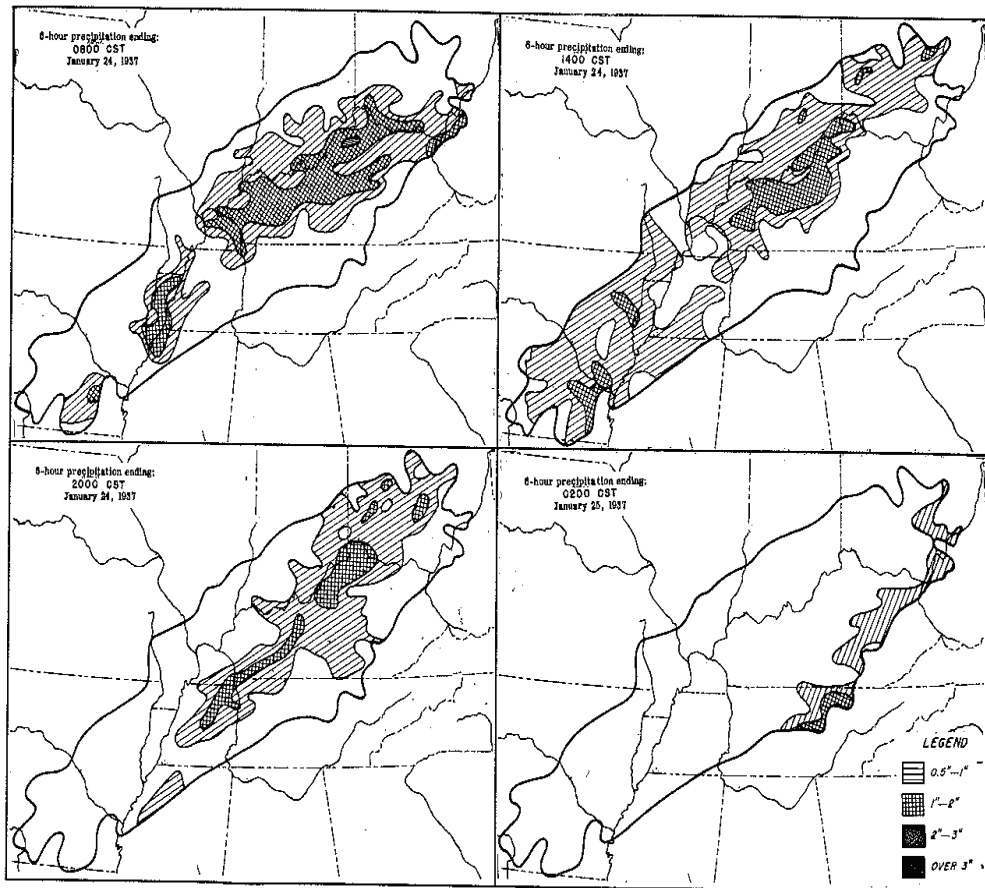 6-hour precipitation ending:
0800 CST
January 24, 1937
6-hour precipitation ending:
1400 CST
January 24, 1937
6-hour precipitation ending:
2000 CST
January 24, 1937
6-hour precipitation ending:
0200 CST
January 25, 1937
LEGEND
0.5"—1"
1"—2"
2"—3"
OVER 3"